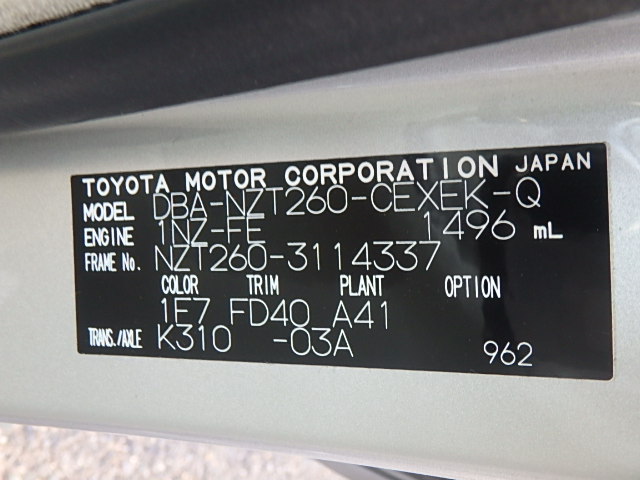 TOYOTA MOTOR CORPORATION JAPAN
MODEL DBA-NZT260-CEXEK-Q
ENGINE 1NZ-FE 1496 mL
FRAME No. NZT260-3114337
COLOR TRIM PLANT OPTION
1F7 FD40 A41
TRANS./AXLE K310 -03A 962